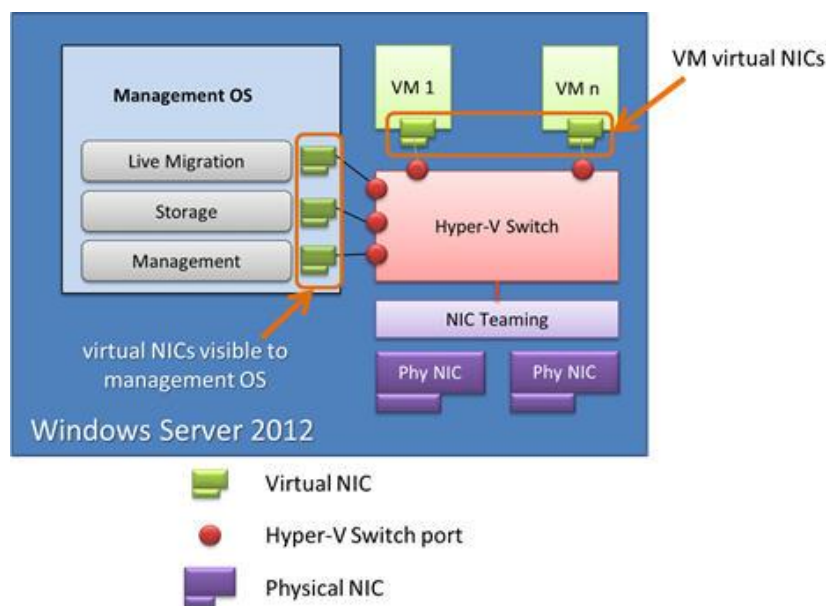 Management OS
Live Migration
Storage
Management
VM 1
VM n
VM virtual NICs
Hyper-V Switch
NIC Teaming
Phy NIC
Phy NIC
virtual NICs visible to
management OS
Windows Server 2012
Virtual NIC
Hyper-V Switch port
Physical NIC